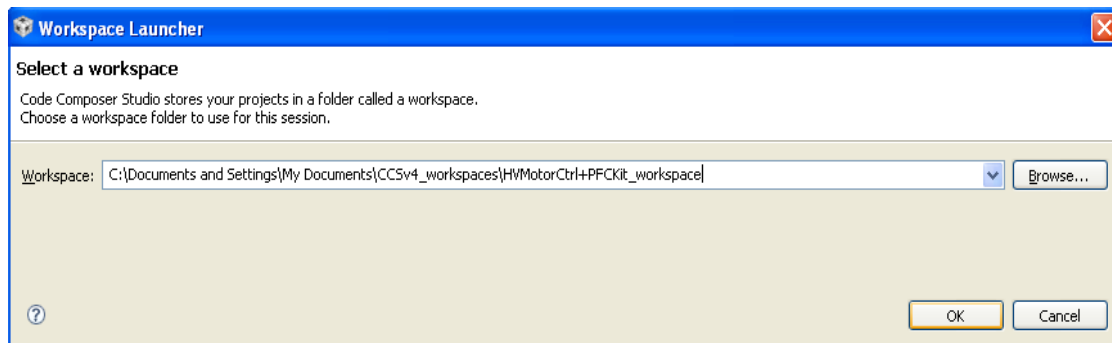 Workspace Launcher
Select a workspace
Code Composer Studio stores your projects in a folder called a workspace.
Choose a workspace folder to use for this session.
Workspace: C:\Documents and Settings\My Documents\CCSv4_workspaces\HVMotorCtrl+PFCKit_workspace Browse...
? OK Cancel